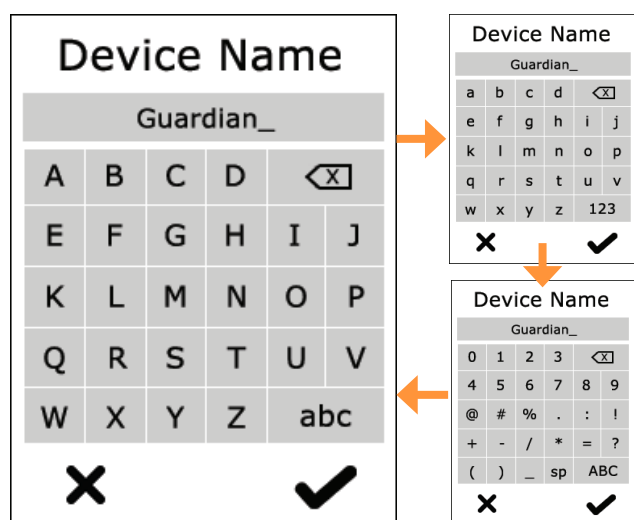 Device Name
Guardian_
A B C D X
E F G H I J
K L M N O P
Q R S T U V
W X Y Z abc
Device Name
Guardian_
a b c d X
e f g h i j
k l m n o p
q r s t u v
w x y z 123
Device Name
Guardian_
0 1 2 3 X
4 5 6 7 8 9
@ # % . : !
+ - / * = ?
( ) _ sp ABC